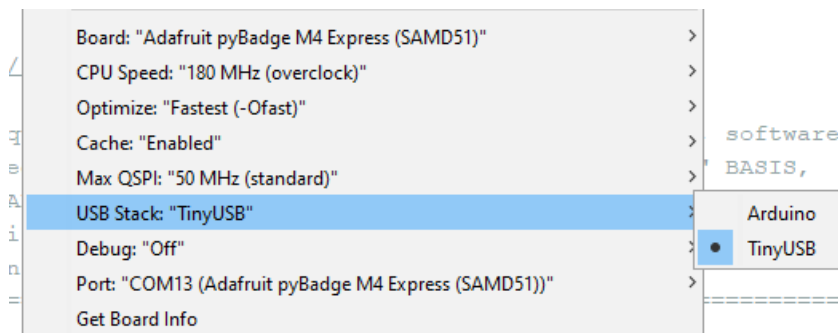 Board: "Adafruit pyBadge M4 Express (SAMD51)"
CPU Speed: "180 MHz (overclock)"
Optimize: "Fastest (-Ofast)"
Cache: "Enabled"
software
Max QSPI: "50 MHz (standard)"
" BASIS,
USB Stack: "TinyUSB"
Arduino
Debug: "Off"
TinyUSB
Port: "COM13 (Adafruit pyBadge M4 Express (SAMD51))"
Get Board Info